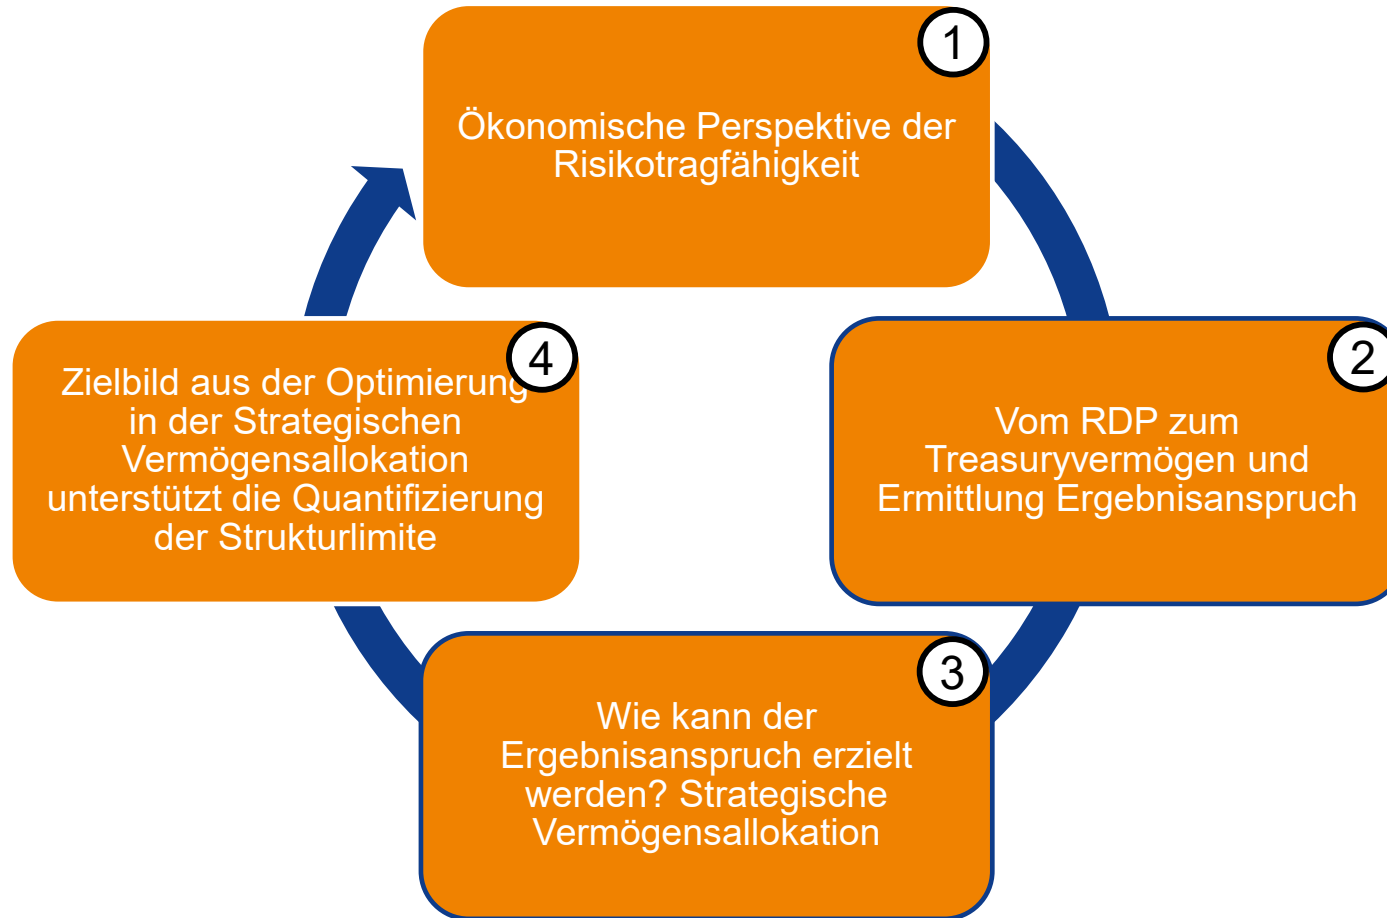 1
Ökonomische Perspektive der
Risikotragfähigkeit
2
Vom RDP zum
Treasuryvermögen und
Ermittlung Ergebnisanspruch
3
Wie kann der
Ergebnisanspruch erzielt
werden? Strategische
Vermögensallokation
4
Zielbild aus der Optimierung
in der Strategischen
Vermögensallokation
unterstützt die Quantifizierung
der Strukturlimite